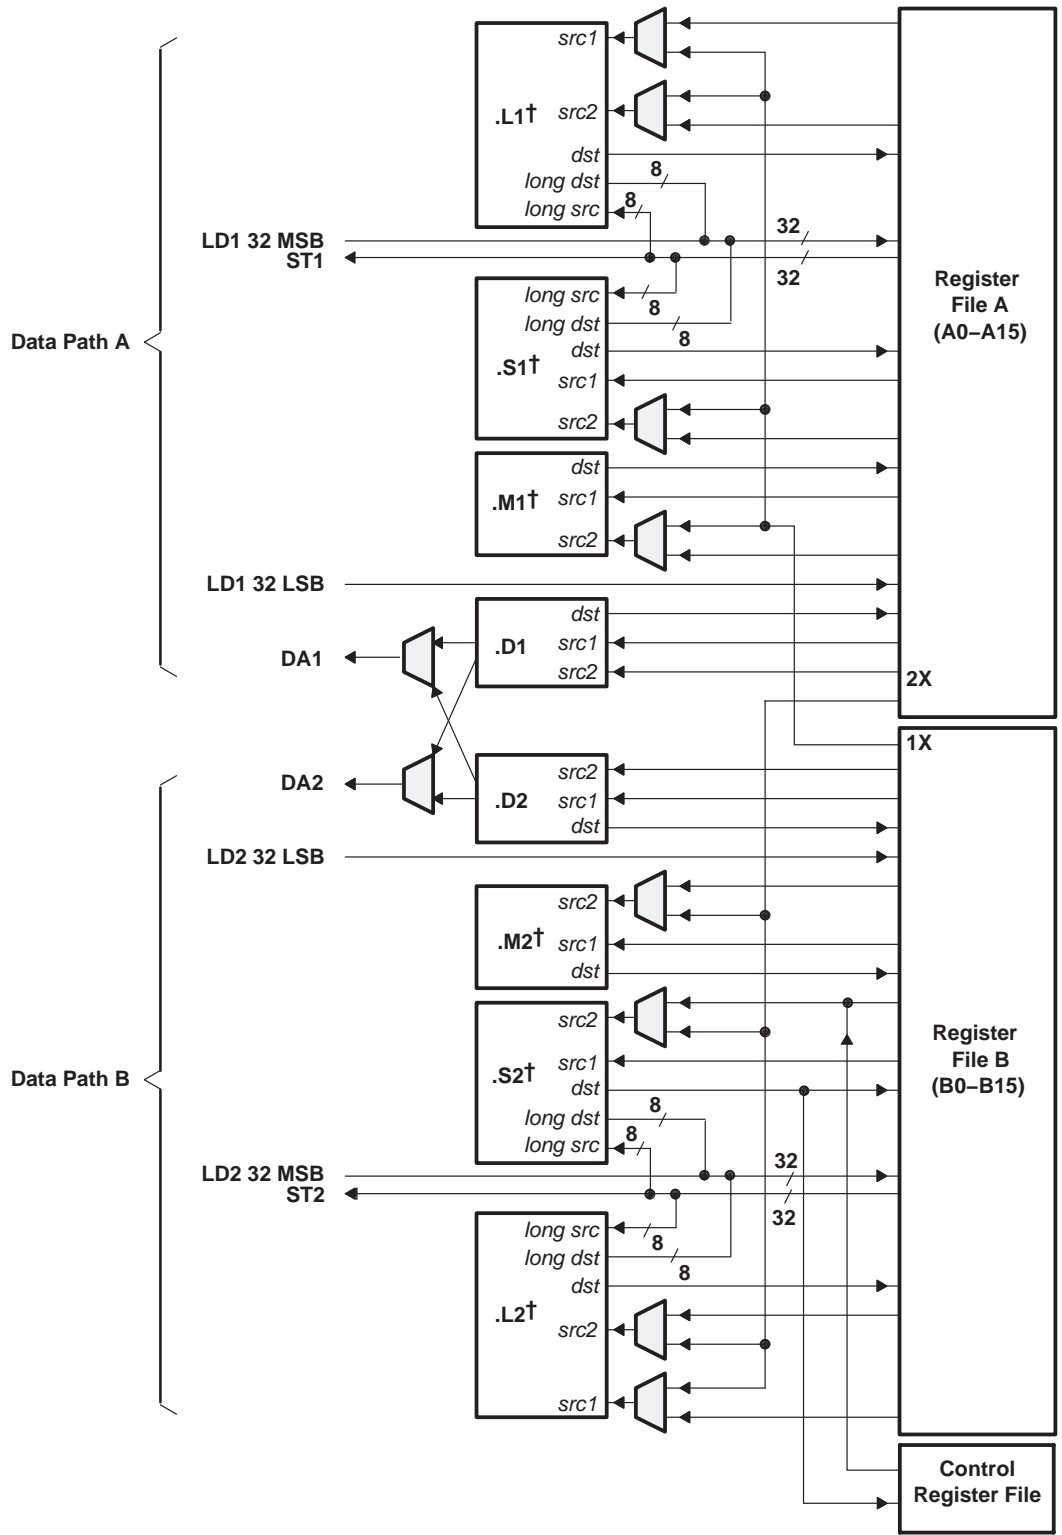 src1
.L1† src2
dst
8
long dst
8
long src
32
LD1 32 MSB
ST1
32
Register
File A
(A0–A15)
long src
8
long dst
8
Data Path A
dst
.S1†
src1
src2
dst
.M1† src1
src2
LD1 32 LSB
dst
.D1 src1
DA1
src2
2X
1X
src2
DA2
.D2 src1
dst
LD2 32 LSB
src2
.M2† src1
dst
src2
Register
File B
(B0–B15)
src1
.S2†
Data Path B
dst
8
long dst
8
long src
32
LD2 32 MSB
ST2
32
long src
8
long dst
8
dst
.L2†
src2
src1
Control
Register File